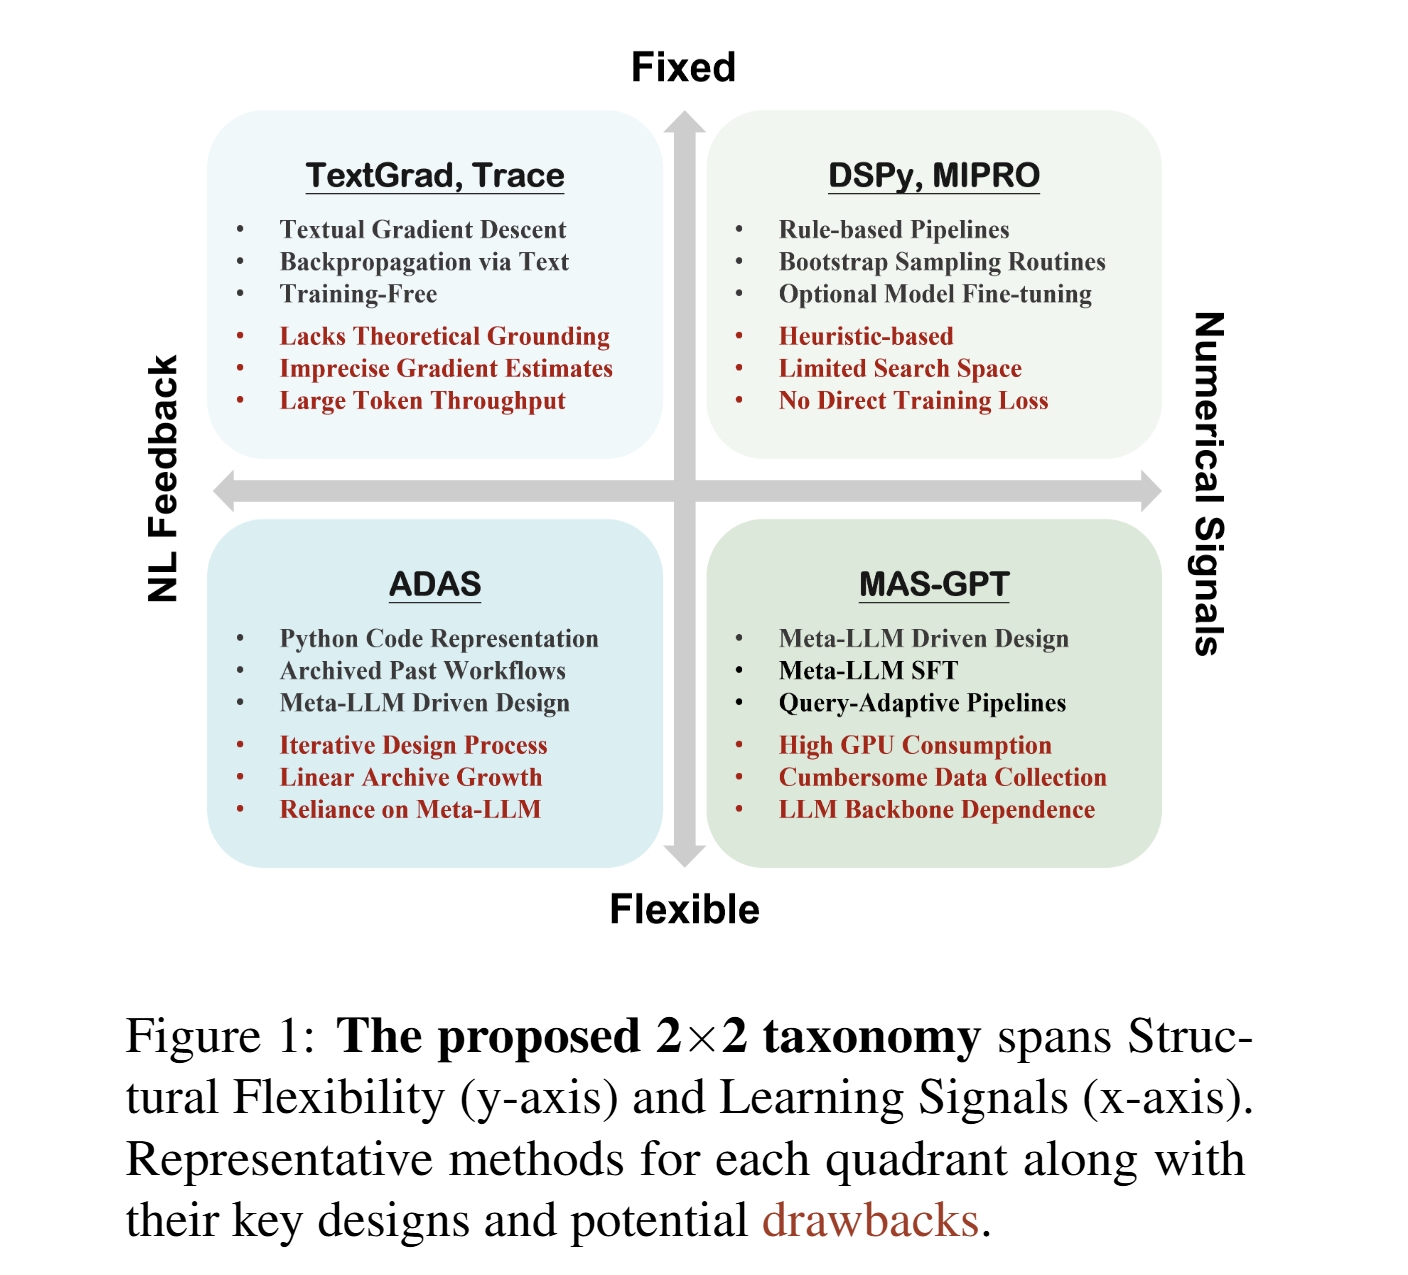 Fixed
TextGrad, Trace
• Textual Gradient Descent
• Backpropagation via Text
• Training-Free
• Lacks Theoretical Grounding
• Imprecise Gradient Estimates
• Large Token Throughput
DSPy, MIPRO
• Rule-based Pipelines
• Bootstrap Sampling Routines
• Optional Model Fine-tuning
• Heuristic-based
• Limited Search Space
• No Direct Training Loss
NL Feedback
Numerical Signals
ADAS
• Python Code Representation
• Archived Past Workflows
• Meta-LLM Driven Design
• Iterative Design Process
• Linear Archive Growth
• Reliance on Meta-LLM
MAS-GPT
• Meta-LLM Driven Design
• Meta-LLM SFT
• Query-Adaptive Pipelines
• High GPU Consumption
• Cumbersome Data Collection
• LLM Backbone Dependence
Flexible
Figure 1: The proposed 2×2 taxonomy spans Struc-
tural Flexibility (y-axis) and Learning Signals (x-axis).
Representative methods for each quadrant along with
their key designs and potential drawbacks.